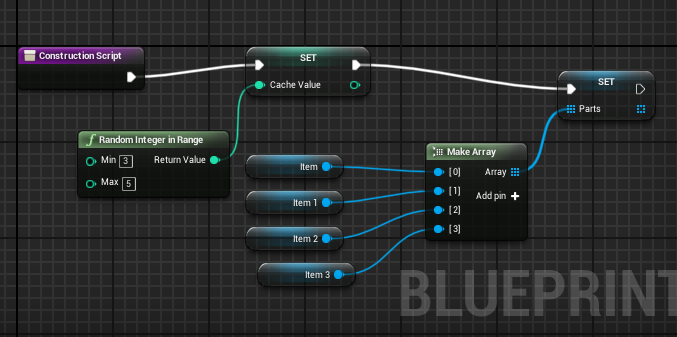 Construction Script
SET
Cache Value
SET
Parts
f Random Integer in Range
Min 3
Return Value
Max 5
Item
Item 1
Item 2
Item 3
Make Array
[0]
Array
[1]
Add pin +
[2]
[3]
BLUEPRINT